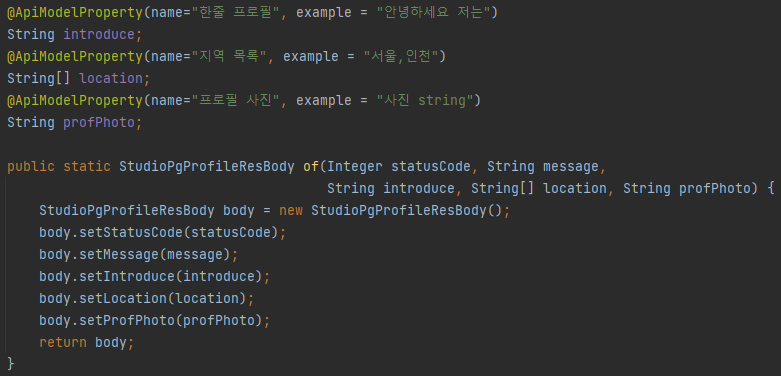 @ApiModelProperty(name="한줄 프로필", example = "안녕하세요 저는")
String introduce;
@ApiModelProperty(name="지역 목록", example = "서울,인천")
String[] location;
@ApiModelProperty(name="프로필 사진", example = "사진 string")
String profPhoto;

public static StudioPgProfileResBody of(Integer statusCode, String message,
                                        String introduce, String[] location, String profPhoto) {
    StudioPgProfileResBody body = new StudioPgProfileResBody();
    body.setStatusCode(statusCode);
    body.setMessage(message);
    body.setIntroduce(introduce);
    body.setLocation(location);
    body.setProfPhoto(profPhoto);
    return body;
}